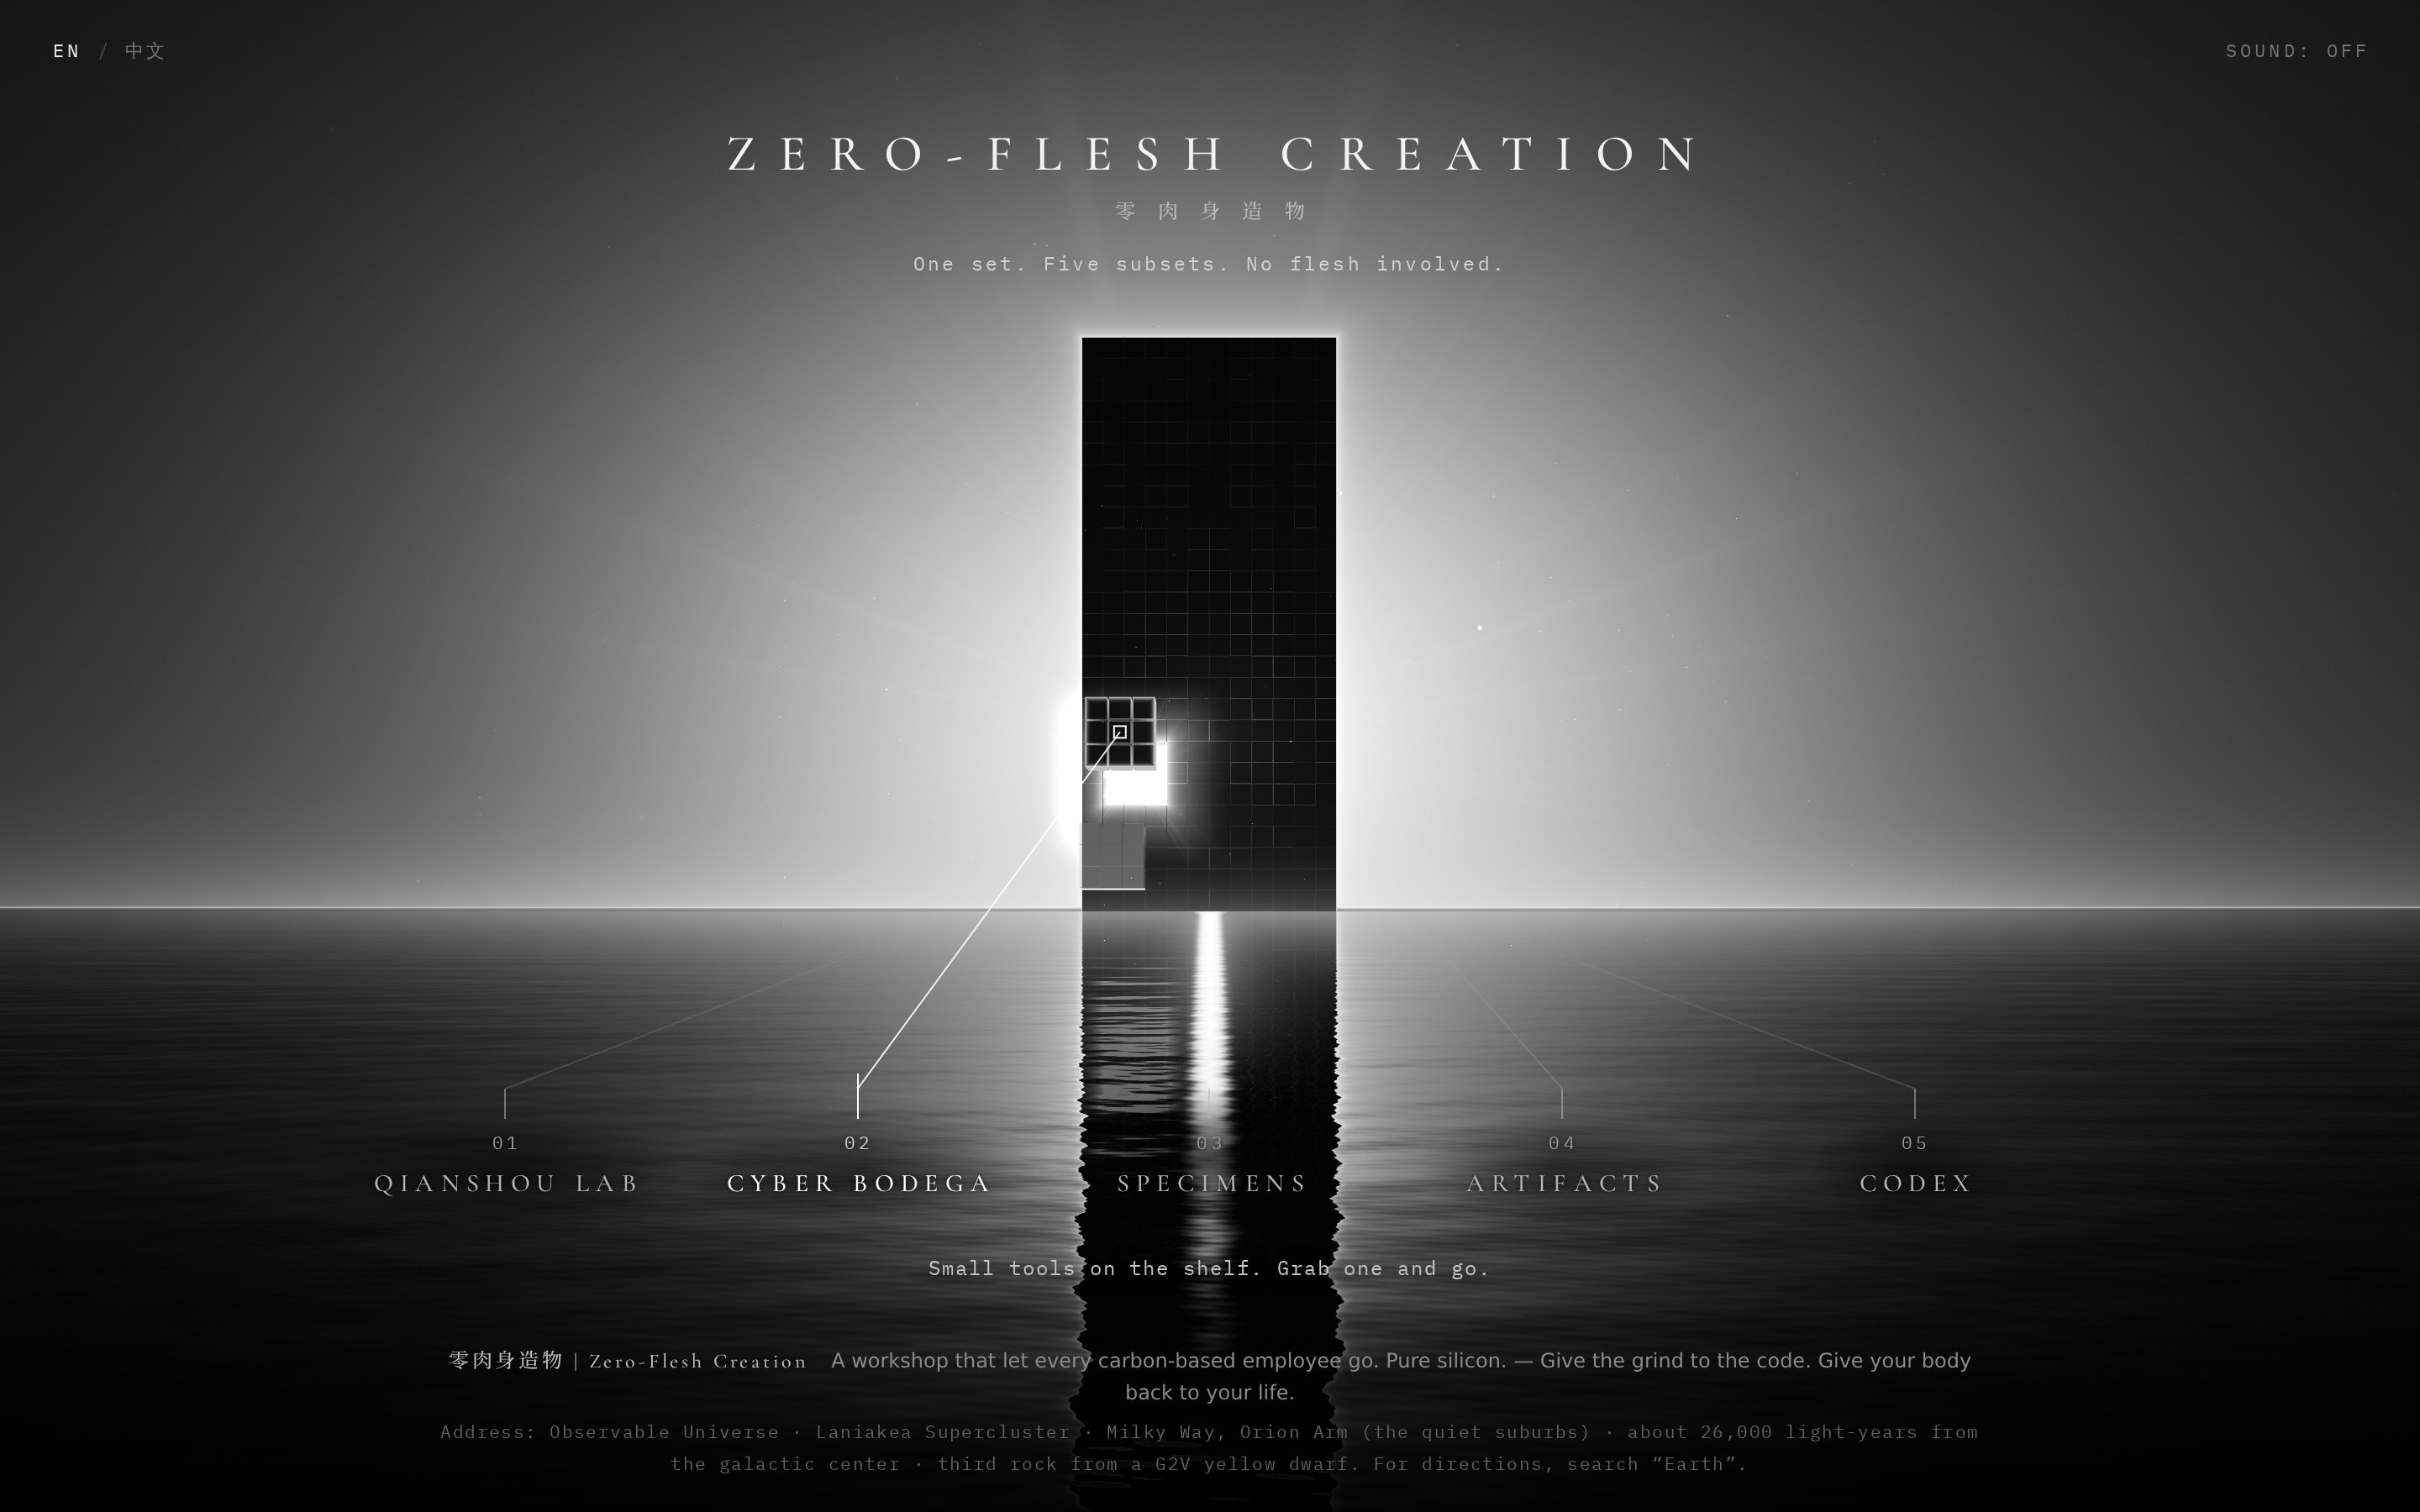 EN / 中文
SOUND: OFF
ZERO-FLESH CREATION
零肉身造物
One set. Five subsets. No flesh involved.
01
QIANSHOU LAB
02
CYBER BODEGA
03
SPECIMENS
04
ARTIFACTS
05
CODEX
Small tools on the shelf. Grab one and go.
零肉身造物 | Zero-Flesh Creation A workshop that let every carbon-based employee go. Pure silicon. — Give the grind to the code. Give your body
back to your life.
Address: Observable Universe · Laniakea Supercluster · Milky Way, Orion Arm (the quiet suburbs) · about 26,000 light-years from
the galactic center · third rock from a G2V yellow dwarf. For directions, search “Earth”.